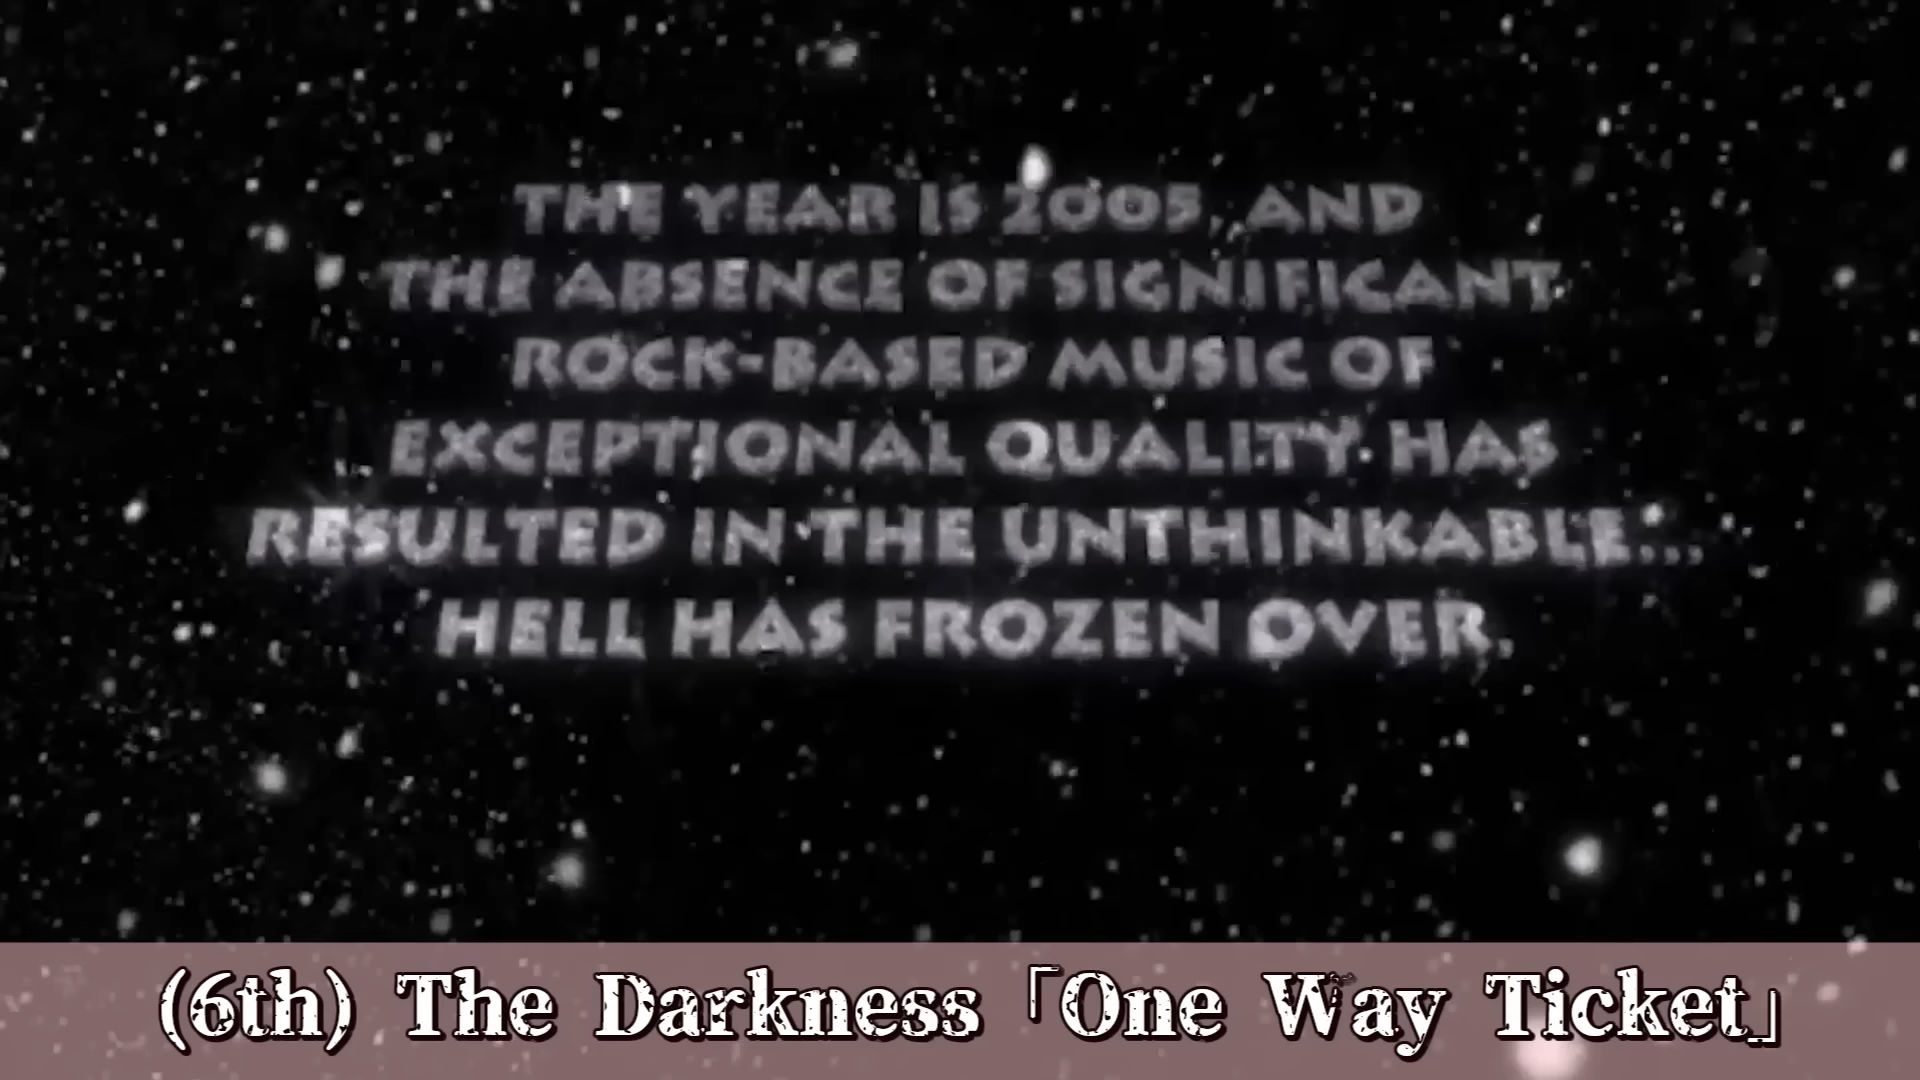 THE YEAR IS 2005, AND
THE ABSENCE OF SIGNIFICANT
ROCK-BASED MUSIC OF
EXCEPTIONAL QUALITY HAS
RESULTED IN THE UNTHINKABLE...
HELL HAS FROZEN OVER.
(6th) The Darkness「One Way Ticket」